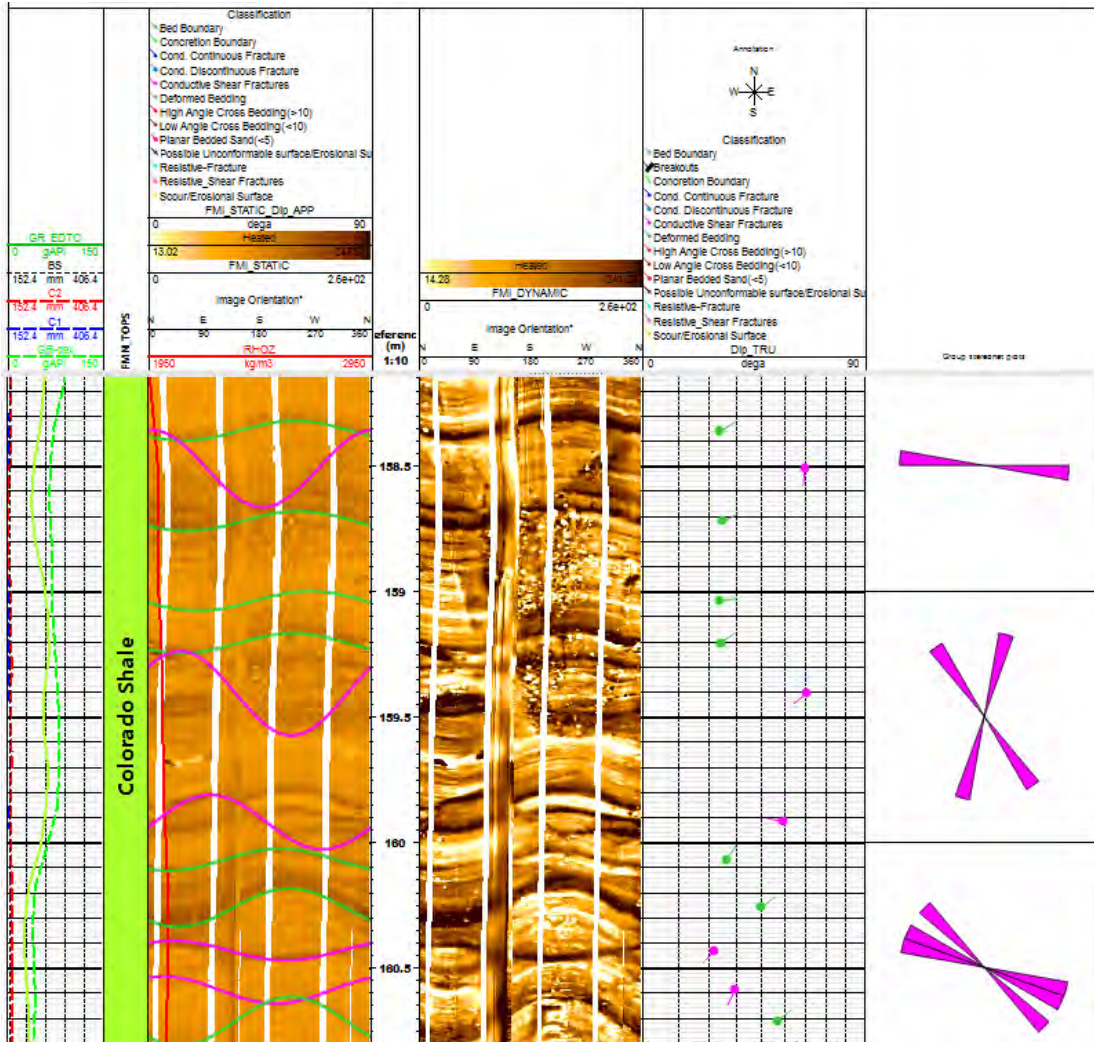 Classification
Bed Boundary
Concretion Boundary
Cond. Continuous Fracture
Cond. Discontinuous Fracture
Conductive Shear Fractures
Deformed Bedding
High Angle Cross Bedding(>10)
Low Angle Cross Bedding(<10)
Planar Bedded Sand(<5)
Possible Unconformable surface/Erosional Su
Resistive-Fracture
Resistive_Shear Fractures
Scour/Erosional Surface
FMI_STATIC_Dip_APP
0 dega 90
Heated
13.02
FMI_STATIC
0 2.6e+02
Image Orientation*
N E S W N
0 90 180 270 360
RHOZ
1950 kg/m3 2950
GR_EDTC
0 gAPI 150
BS
152.4 mm 406.4
C2
152.4 mm 406.4
C1
152.4 mm 406.4
0 gAPI 150
FMN_TOPS
eferenc
(m)
1:10
Heated
14.28
FMI_DYNAMIC
0 2.6e+02
Image Orientation*
N E S W N
0 90 180 270 360
Annotation
N
W E
S
Classification
Bed Boundary
Breakouts
Concretion Boundary
Cond. Continuous Fracture
Cond. Discontinuous Fracture
Conductive Shear Fractures
Deformed Bedding
High Angle Cross Bedding(>10)
Low Angle Cross Bedding(<10)
Planar Bedded Sand(<5)
Possible Unconformable surface/Erosional Su
Resistive-Fracture
Resistive_Shear Fractures
Scour/Erosional Surface
Dip_TRU
0 dega 90
Group stereonet plots
Colorado Shale
158.5
159
159.5
160
160.5